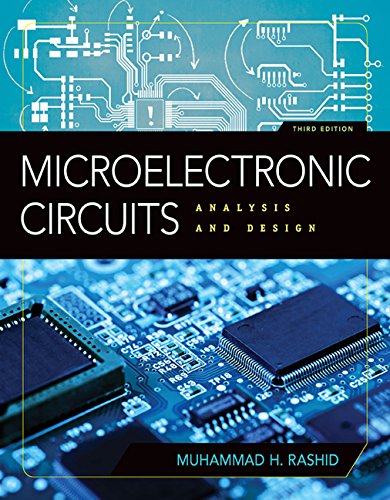 THIRD EDITION
MICROELECTRONIC
CIRCUITS
ANALYSIS
AND DESIGN
MUHAMMAD H. RASHID